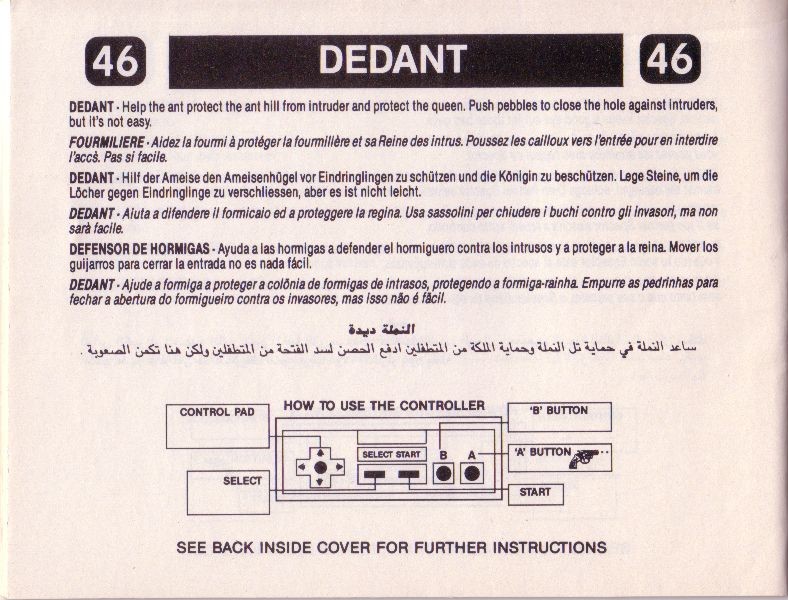 46 DEDANT 46
DEDANT - Help the ant protect the ant hill from intruder and protect the queen. Push pebbles to close the hole against intruders,
but it's not easy.
FOURMILIERE - Aidez la fourmi à protéger la fourmilière et sa Reine des intrus. Poussez les cailloux vers l'entrée pour en interdire
l'accès. Pas si facile.
DEDANT - Hilf der Ameise den Ameisenhügel vor Eindringlingen zu schützen und die Königin zu beschützen. Lege Steine, um die
Löcher gegen Eindringlinge zu verschliessen, aber es ist nicht leicht.
DEDANT - Aiuta a difendere il formicaio ed a proteggere la regina. Usa sassolini per chiudere i buchi contro gli invasori, ma non
sarà facile.
DEFENSOR DE HORMIGAS - Ayuda a las hormigas a defender el hormiguero contra los intrusos y a proteger a la reina. Mover los
guijarros para cerrar la entrada no es nada fácil.
DEDANT - Ajude a formiga a proteger a colônia de formigas de intrasos, protegendo a formiga-rainha. Empurre as pedrinhas para
fechar a abertura do formigueiro contra os invasores, mas isso não é fácil.
النملة ديدة
ساعد النملة في حماية تل النملة وحماية الملكة من المتطفلين ادفع الحصن لسد الفتحة من المتطفلين ولكن هنا تكمن الصعوبة .
HOW TO USE THE CONTROLLER
CONTROL PAD
'B' BUTTON
SELECT START B A
'A' BUTTON
SELECT
START
SEE BACK INSIDE COVER FOR FURTHER INSTRUCTIONS